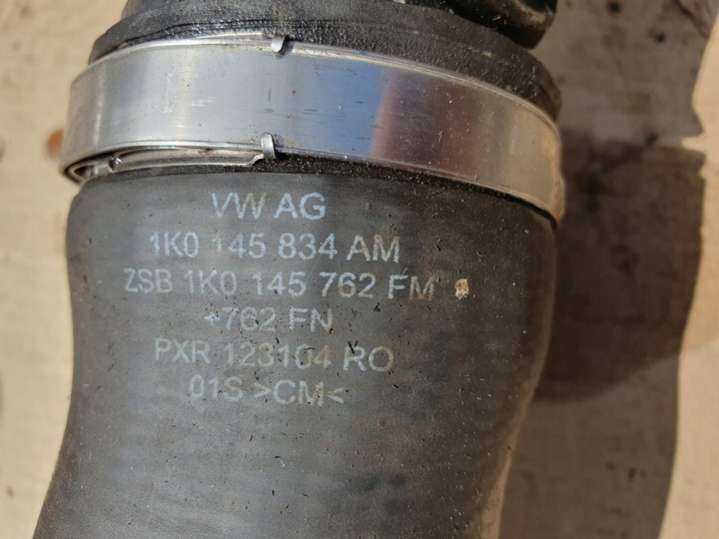 VW AG
1K0 145 834 AM
ZSB 1K0 145 762 FM
+762 FN
PXR 123104 RO
01S >CM<